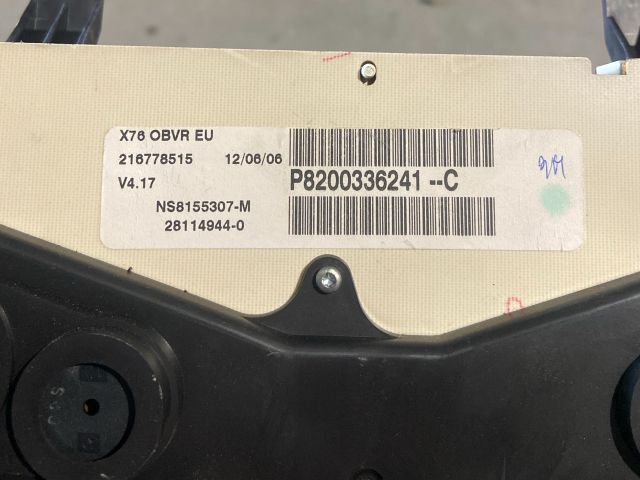 X76 OBVR EU
216778515 12/06/06
V4.17 P8200336241 --C
NS8155307-M
28114944-0